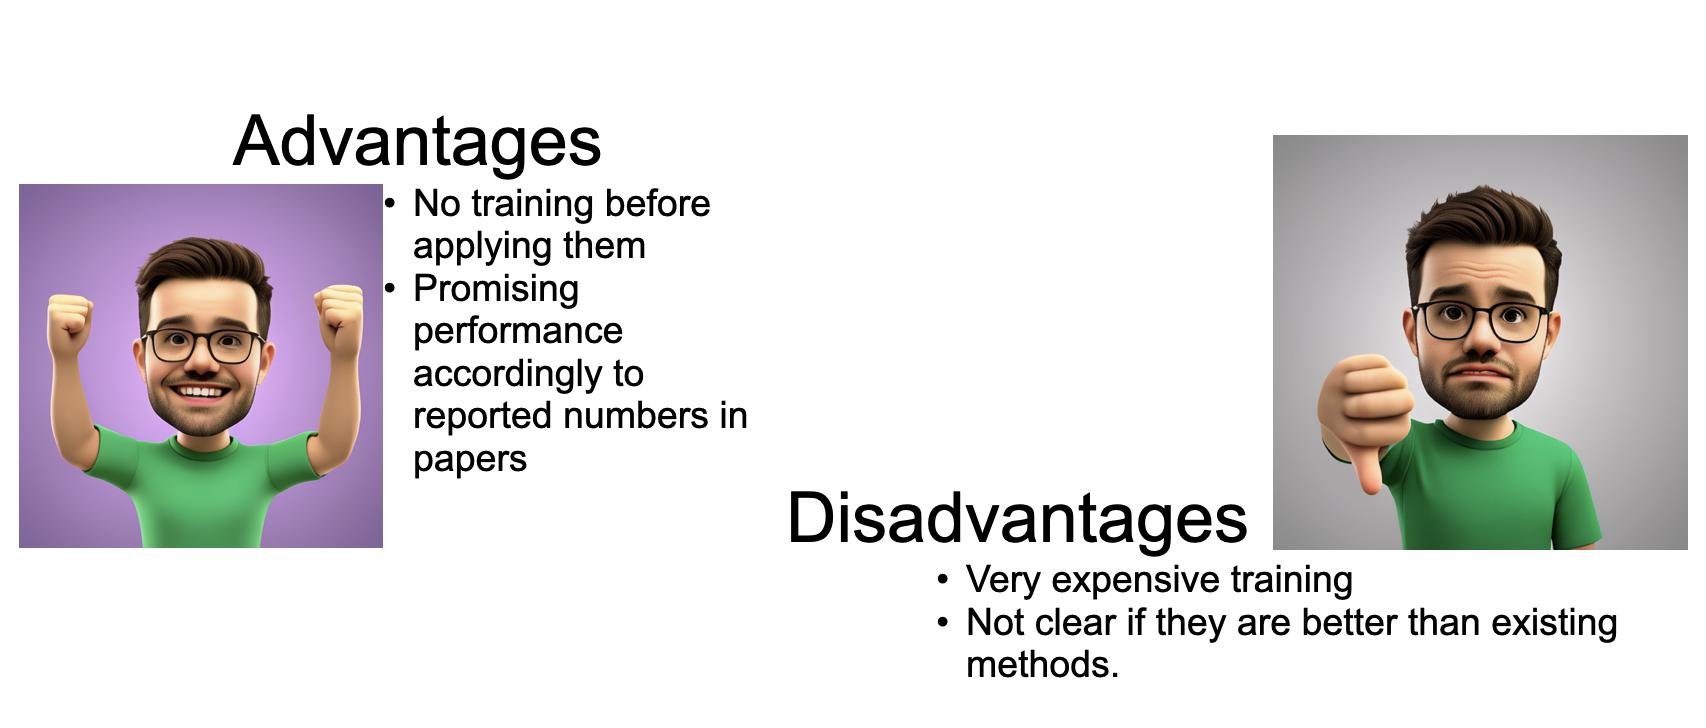 Advantages
• No training before
applying them
• Promising
performance
accordingly to
reported numbers in
papers
Disadvantages
• Very expensive training
• Not clear if they are better than existing
methods.